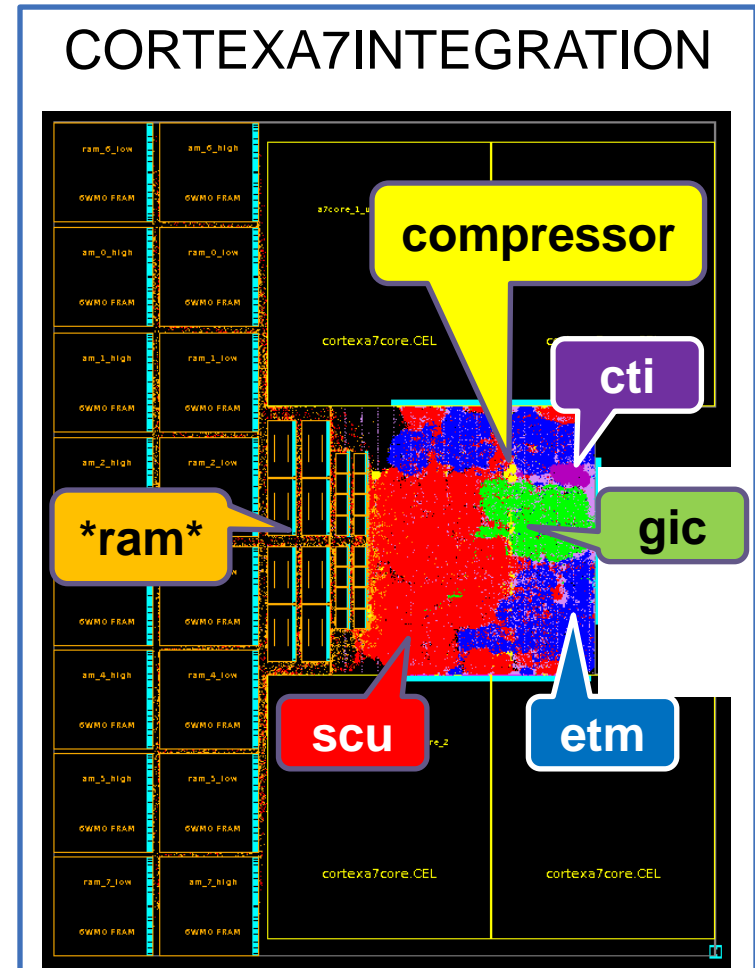 CORTEXA7INTEGRATION
ram_6_low
am_6_high
6WMO FRAM
6WMO FRAM
a7core_1_u
compressor
am_0_high
ram_0_low
6WMO FRAM
6WMO FRAM
am_1_high
ram_1_low
cortexa7core.CEL
cti
6WMO FRAM
6WMO FRAM
am_2_high
ram_2_low
*ram*
gic
6WMO FRAM
6WMO FRAM
am_4_high
ram_4_low
scu
etm
6WMO FRAM
6WMO FRAM
re_2
am_5_high
ram_5_low
6WMO FRAM
6WMO FRAM
ram_7_low
am_7_high
cortexa7core.CEL
cortexa7core.CEL
6WMO FRAM
6WMO FRAM